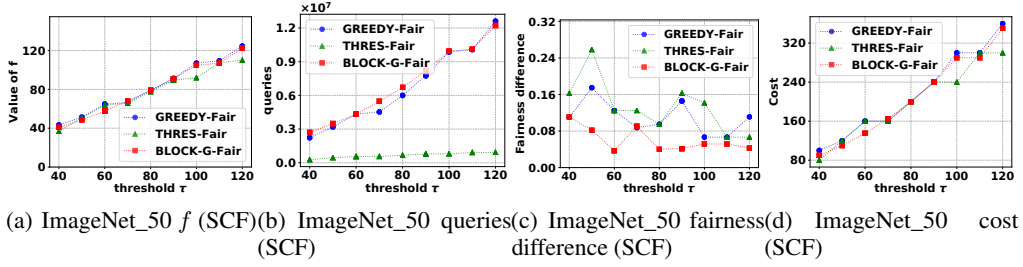 Value of f
120
80
40
0
40 60 80 100 120
threshold τ
GREEDY-Fair
THRES-Fair
BLOCK-G-Fair
×10⁷
queries
1.2
0.9
0.6
0.3
0.0
40 60 80 100 120
threshold τ
GREEDY-Fair
THRES-Fair
BLOCK-G-Fair
Fairness difference
0.32
0.24
0.16
0.08
0.00
40 60 80 100 120
threshold τ
GREEDY-Fair
THRES-Fair
BLOCK-G-Fair
Cost
320
240
160
80
40 60 80 100 120
threshold τ
GREEDY-Fair
THRES-Fair
BLOCK-G-Fair
(a) ImageNet_50 f (SCF)
(b) ImageNet_50 queries
(SCF)
(c) ImageNet_50 fairness
difference (SCF)
(d) ImageNet_50 cost
(SCF)